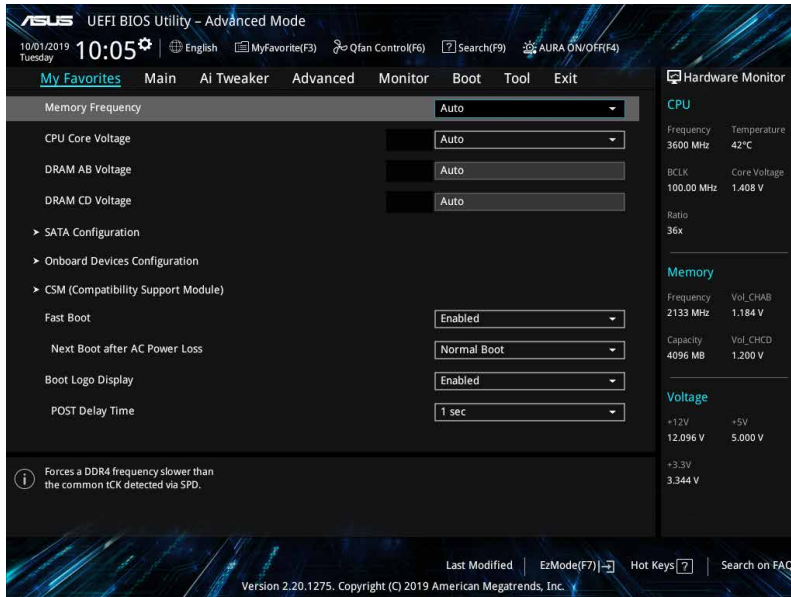 ASUS UEFI BIOS Utility – Advanced Mode
10/01/2019 Tuesday 10:05 English MyFavorite(F3) Qfan Control(F6) ? Search(F9) AURA ON/OFF(F4)
My Favorites Main Ai Tweaker Advanced Monitor Boot Tool Exit
Memory Frequency Auto
CPU Core Voltage Auto
DRAM AB Voltage Auto
DRAM CD Voltage Auto
> SATA Configuration
> Onboard Devices Configuration
> CSM (Compatibility Support Module)
Fast Boot Enabled
Next Boot after AC Power Loss Normal Boot
Boot Logo Display Enabled
POST Delay Time 1 sec
i Forces a DDR4 frequency slower than
the common tCK detected via SPD.
Hardware Monitor
CPU
Frequency Temperature
3600 MHz 42°C
BCLK Core Voltage
100.00 MHz 1.408 V
Ratio
36x
Memory
Frequency Vol_CHAB
2133 MHz 1.184 V
Capacity Vol_CHCD
4096 MB 1.200 V
Voltage
+12V +5V
12.096 V 5.000 V
+3.3V
3.344 V
Last Modified EzMode(F7) Hot Keys ? Search on FAQ
Version 2.20.1275. Copyright (C) 2019 American Megatrends, Inc.